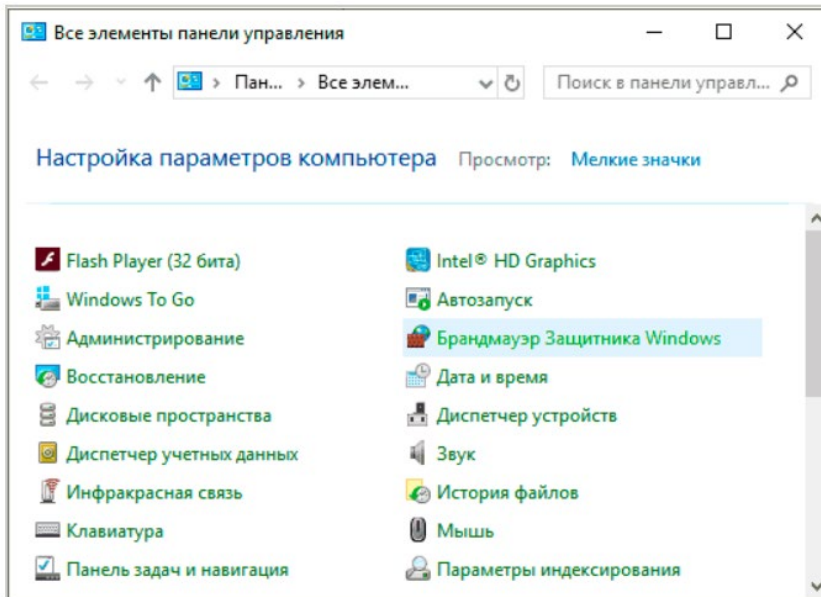 Все элементы панели управления
Пан... Все элем... Поиск в панели управл...
Настройка параметров компьютера Просмотр: Мелкие значки
Flash Player (32 бита) Intel® HD Graphics
Windows To Go Автозапуск
Администрирование Брандмауэр Защитника Windows
Восстановление Дата и время
Дисковые пространства Диспетчер устройств
Диспетчер учетных данных Звук
Инфракрасная связь История файлов
Клавиатура Мышь
Панель задач и навигация Параметры индексирования